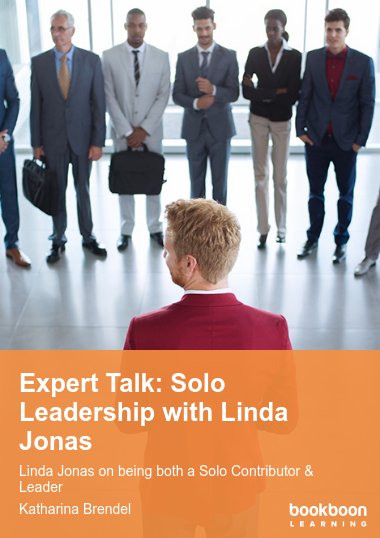 Expert Talk: Solo
Leadership with Linda
Jonas
Linda Jonas on being both a Solo Contributor &
Leader
Katharina Brendel
bookboon
LEARNING